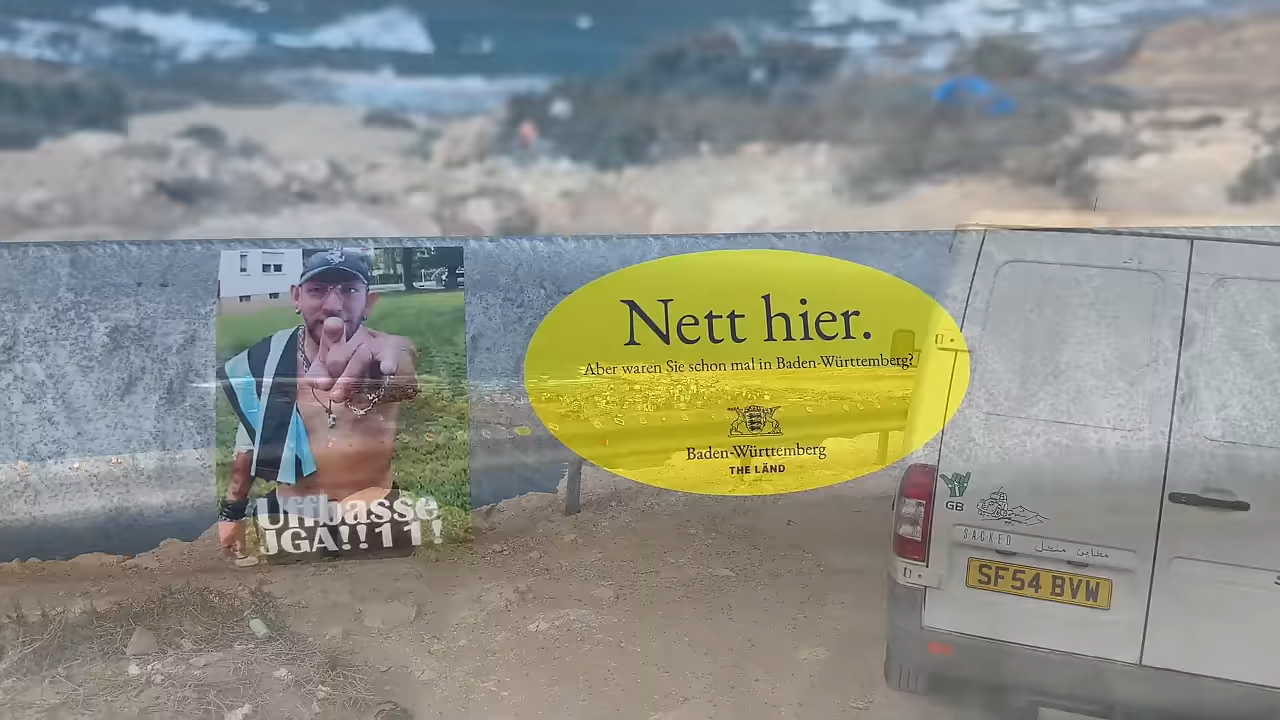 Uffbasse
JGA!!11!
Nett hier.
Aber waren Sie schon mal in Baden-Württemberg?
Baden-Württemberg
THE LÄND
GB
SACKED
SF54 BVW